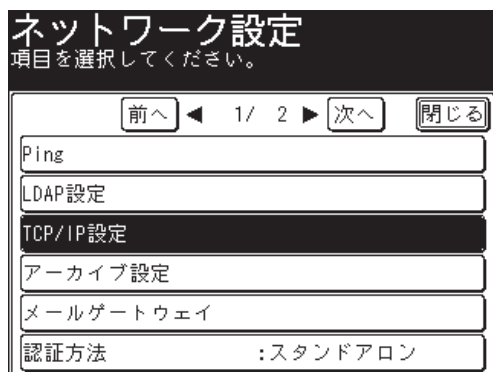 ネットワーク設定
項目を選択してください。
前へ ◀ 1/ 2 ▶ 次へ 閉じる
Ping
LDAP設定
TCP/IP設定
アーカイブ設定
メールゲートウェイ
認証方法 :スタンドアロン